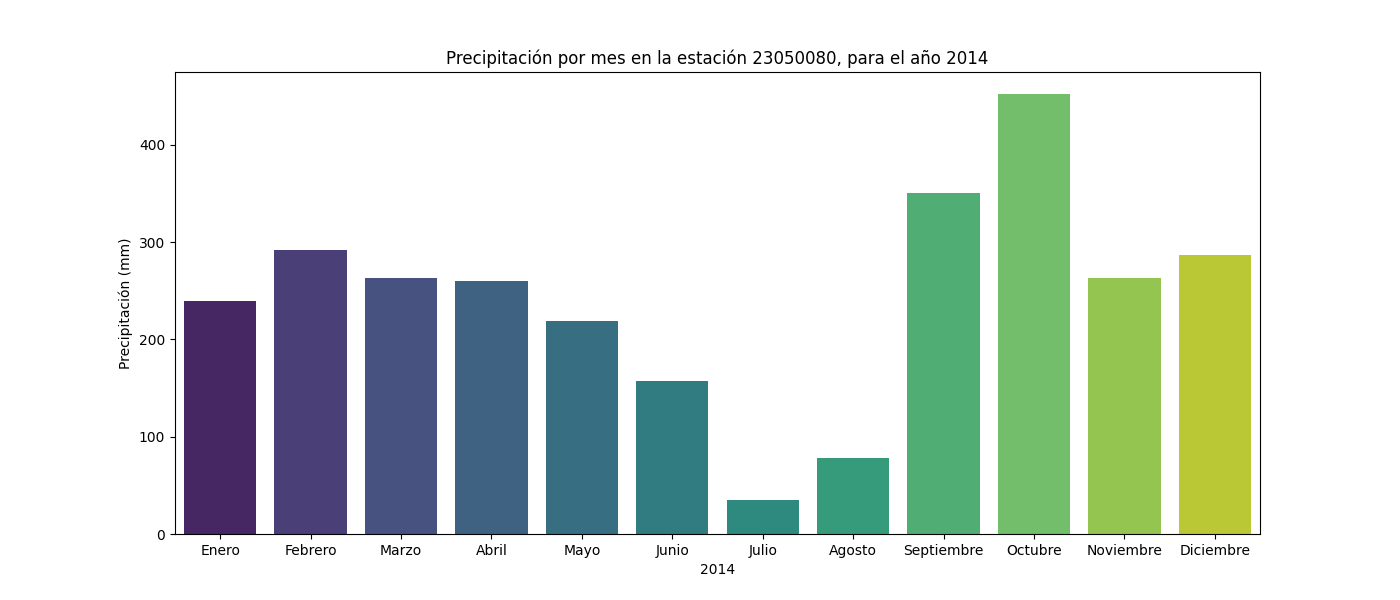 Precipitación por mes en la estación 23050080, para el año 2014
Precipitación (mm)
400
300
200
100
0
Enero Febrero Marzo Abril Mayo Junio Julio Agosto Septiembre Octubre Noviembre Diciembre
2014